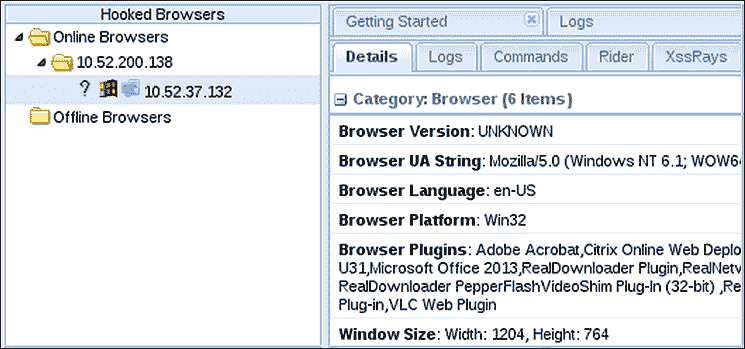 Hooked Browsers
Online Browsers
10.52.200.138
? 10.52.37.132
Offline Browsers
Getting Started
Logs
Details
Logs
Commands
Rider
XssRays
Category: Browser (6 Items)
Browser Version: UNKNOWN
Browser UA String: Mozilla/5.0 (Windows NT 6.1; WOW64
Browser Language: en-US
Browser Platform: Win32
Browser Plugins: Adobe Acrobat,Citrix Online Web Deplo
U31,Microsoft Office 2013,RealDownloader Plugin,RealNetw
RealDownloader PepperFlashVideoShim Plug-In (32-bit) ,Re
Plug-in,VLC Web Plugin
Window Size: Width: 1204, Height: 764